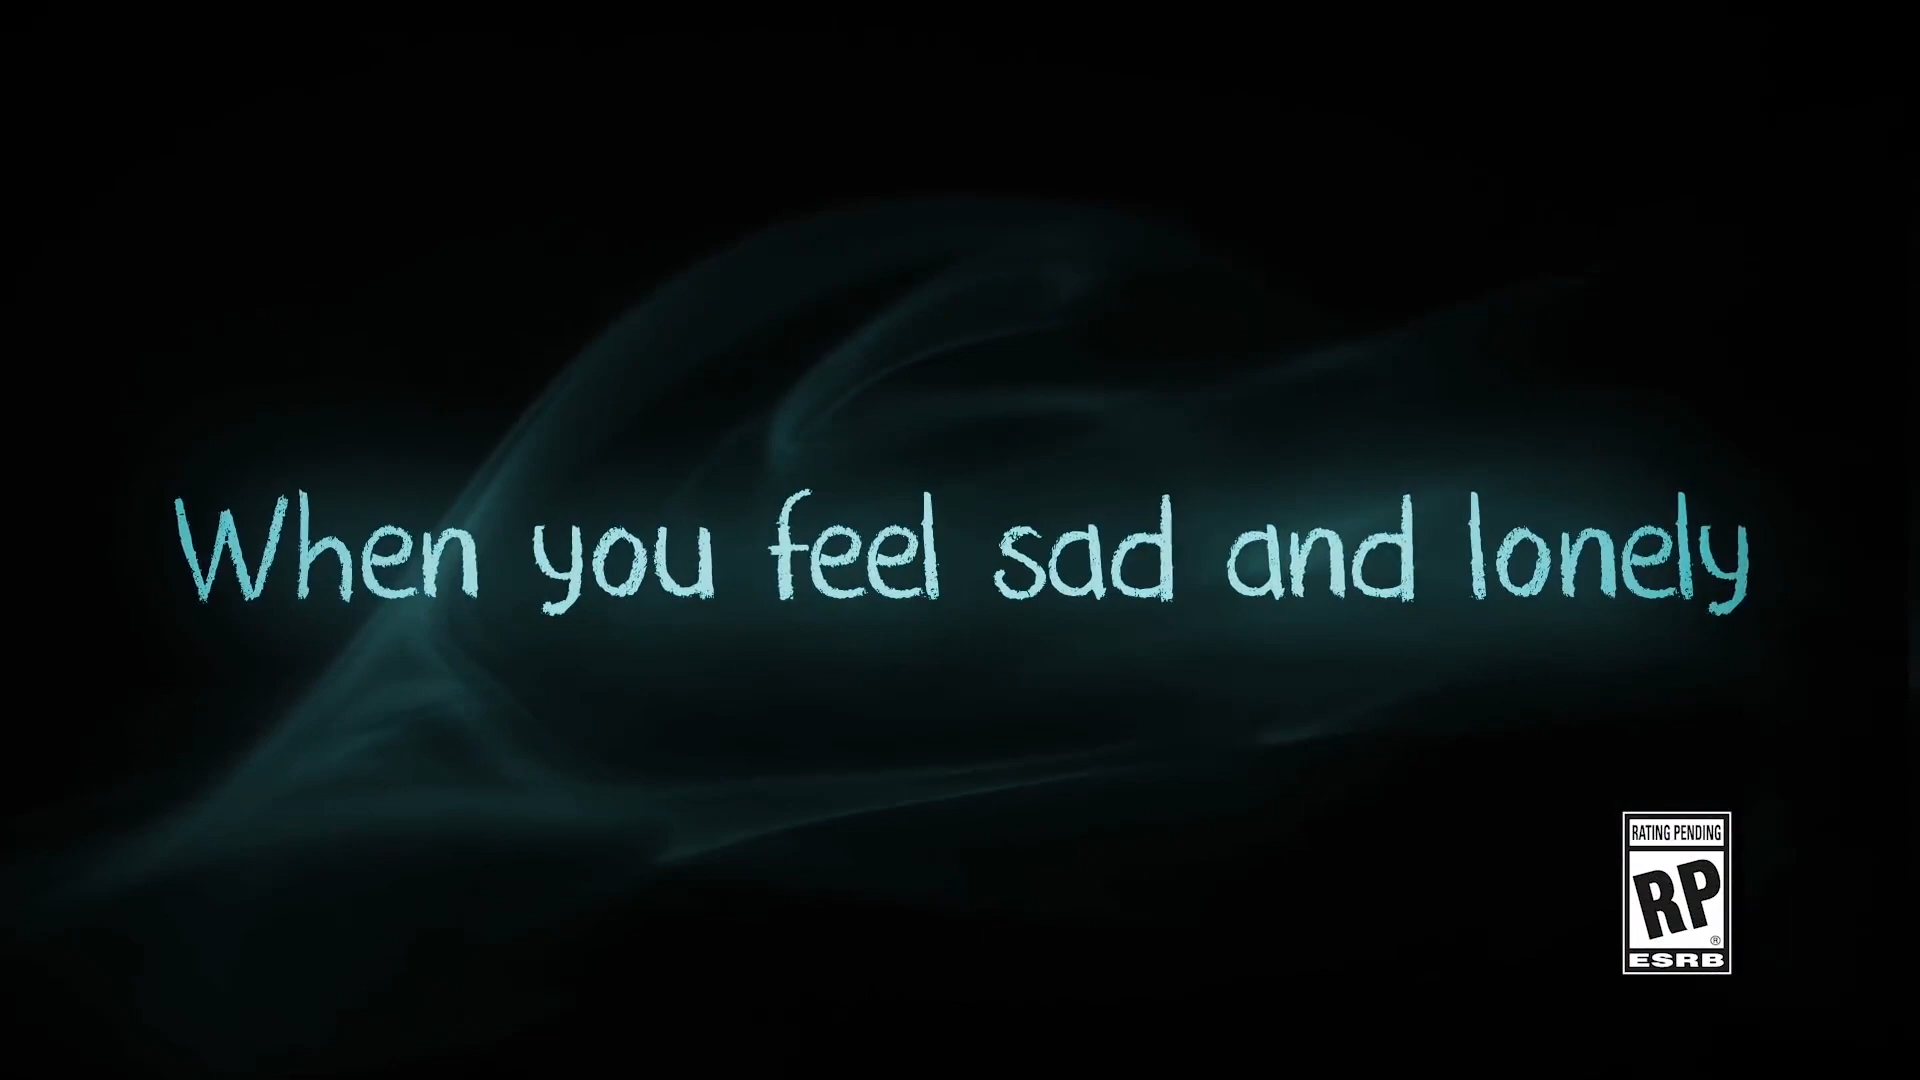 When you feel sad and lonely
RATING PENDING
RP
®
ESRB